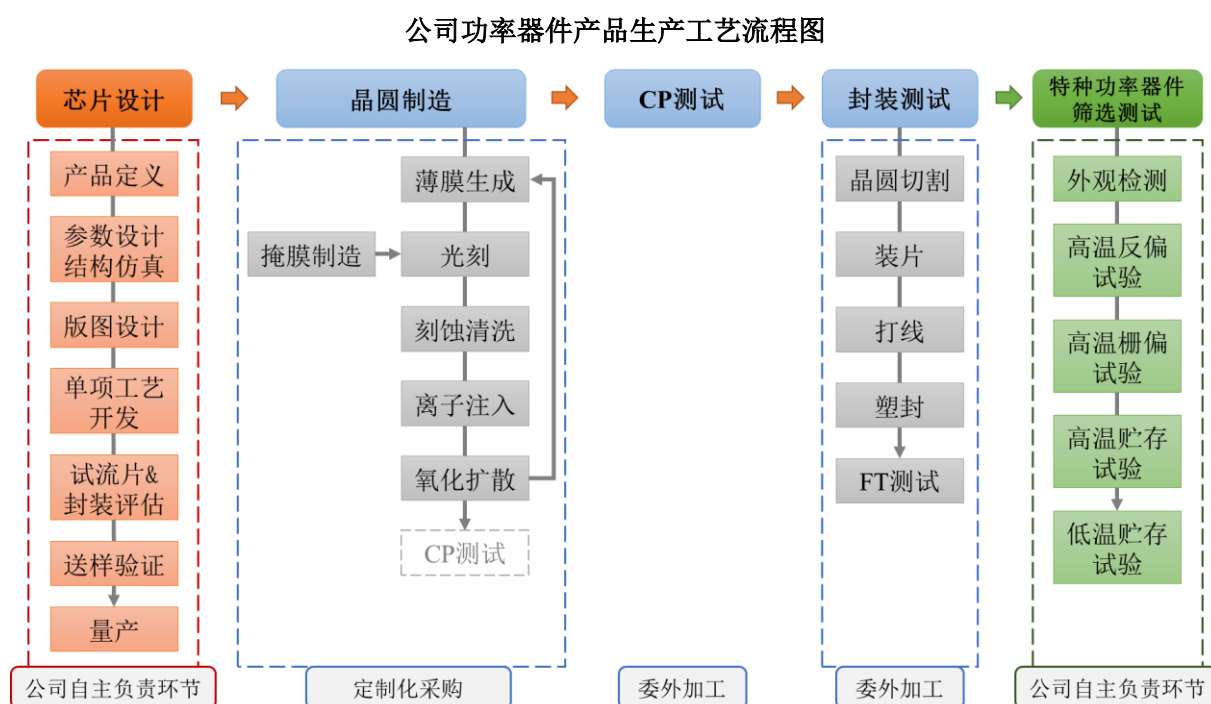 公司功率器件产品生产工艺流程图
芯片设计
晶圆制造
CP测试
封装测试
特种功率器件
筛选测试
产品定义
参数设计
结构仿真
版图设计
单项工艺
开发
试流片&
封装评估
送样验证
量产
公司自主负责环节
薄膜生成
掩膜制造
光刻
刻蚀清洗
离子注入
氧化扩散
CP测试
定制化采购
委外加工
晶圆切割
装片
打线
塑封
FT测试
委外加工
外观检测
高温反偏
试验
高温栅偏
试验
高温贮存
试验
低温贮存
试验
公司自主负责环节